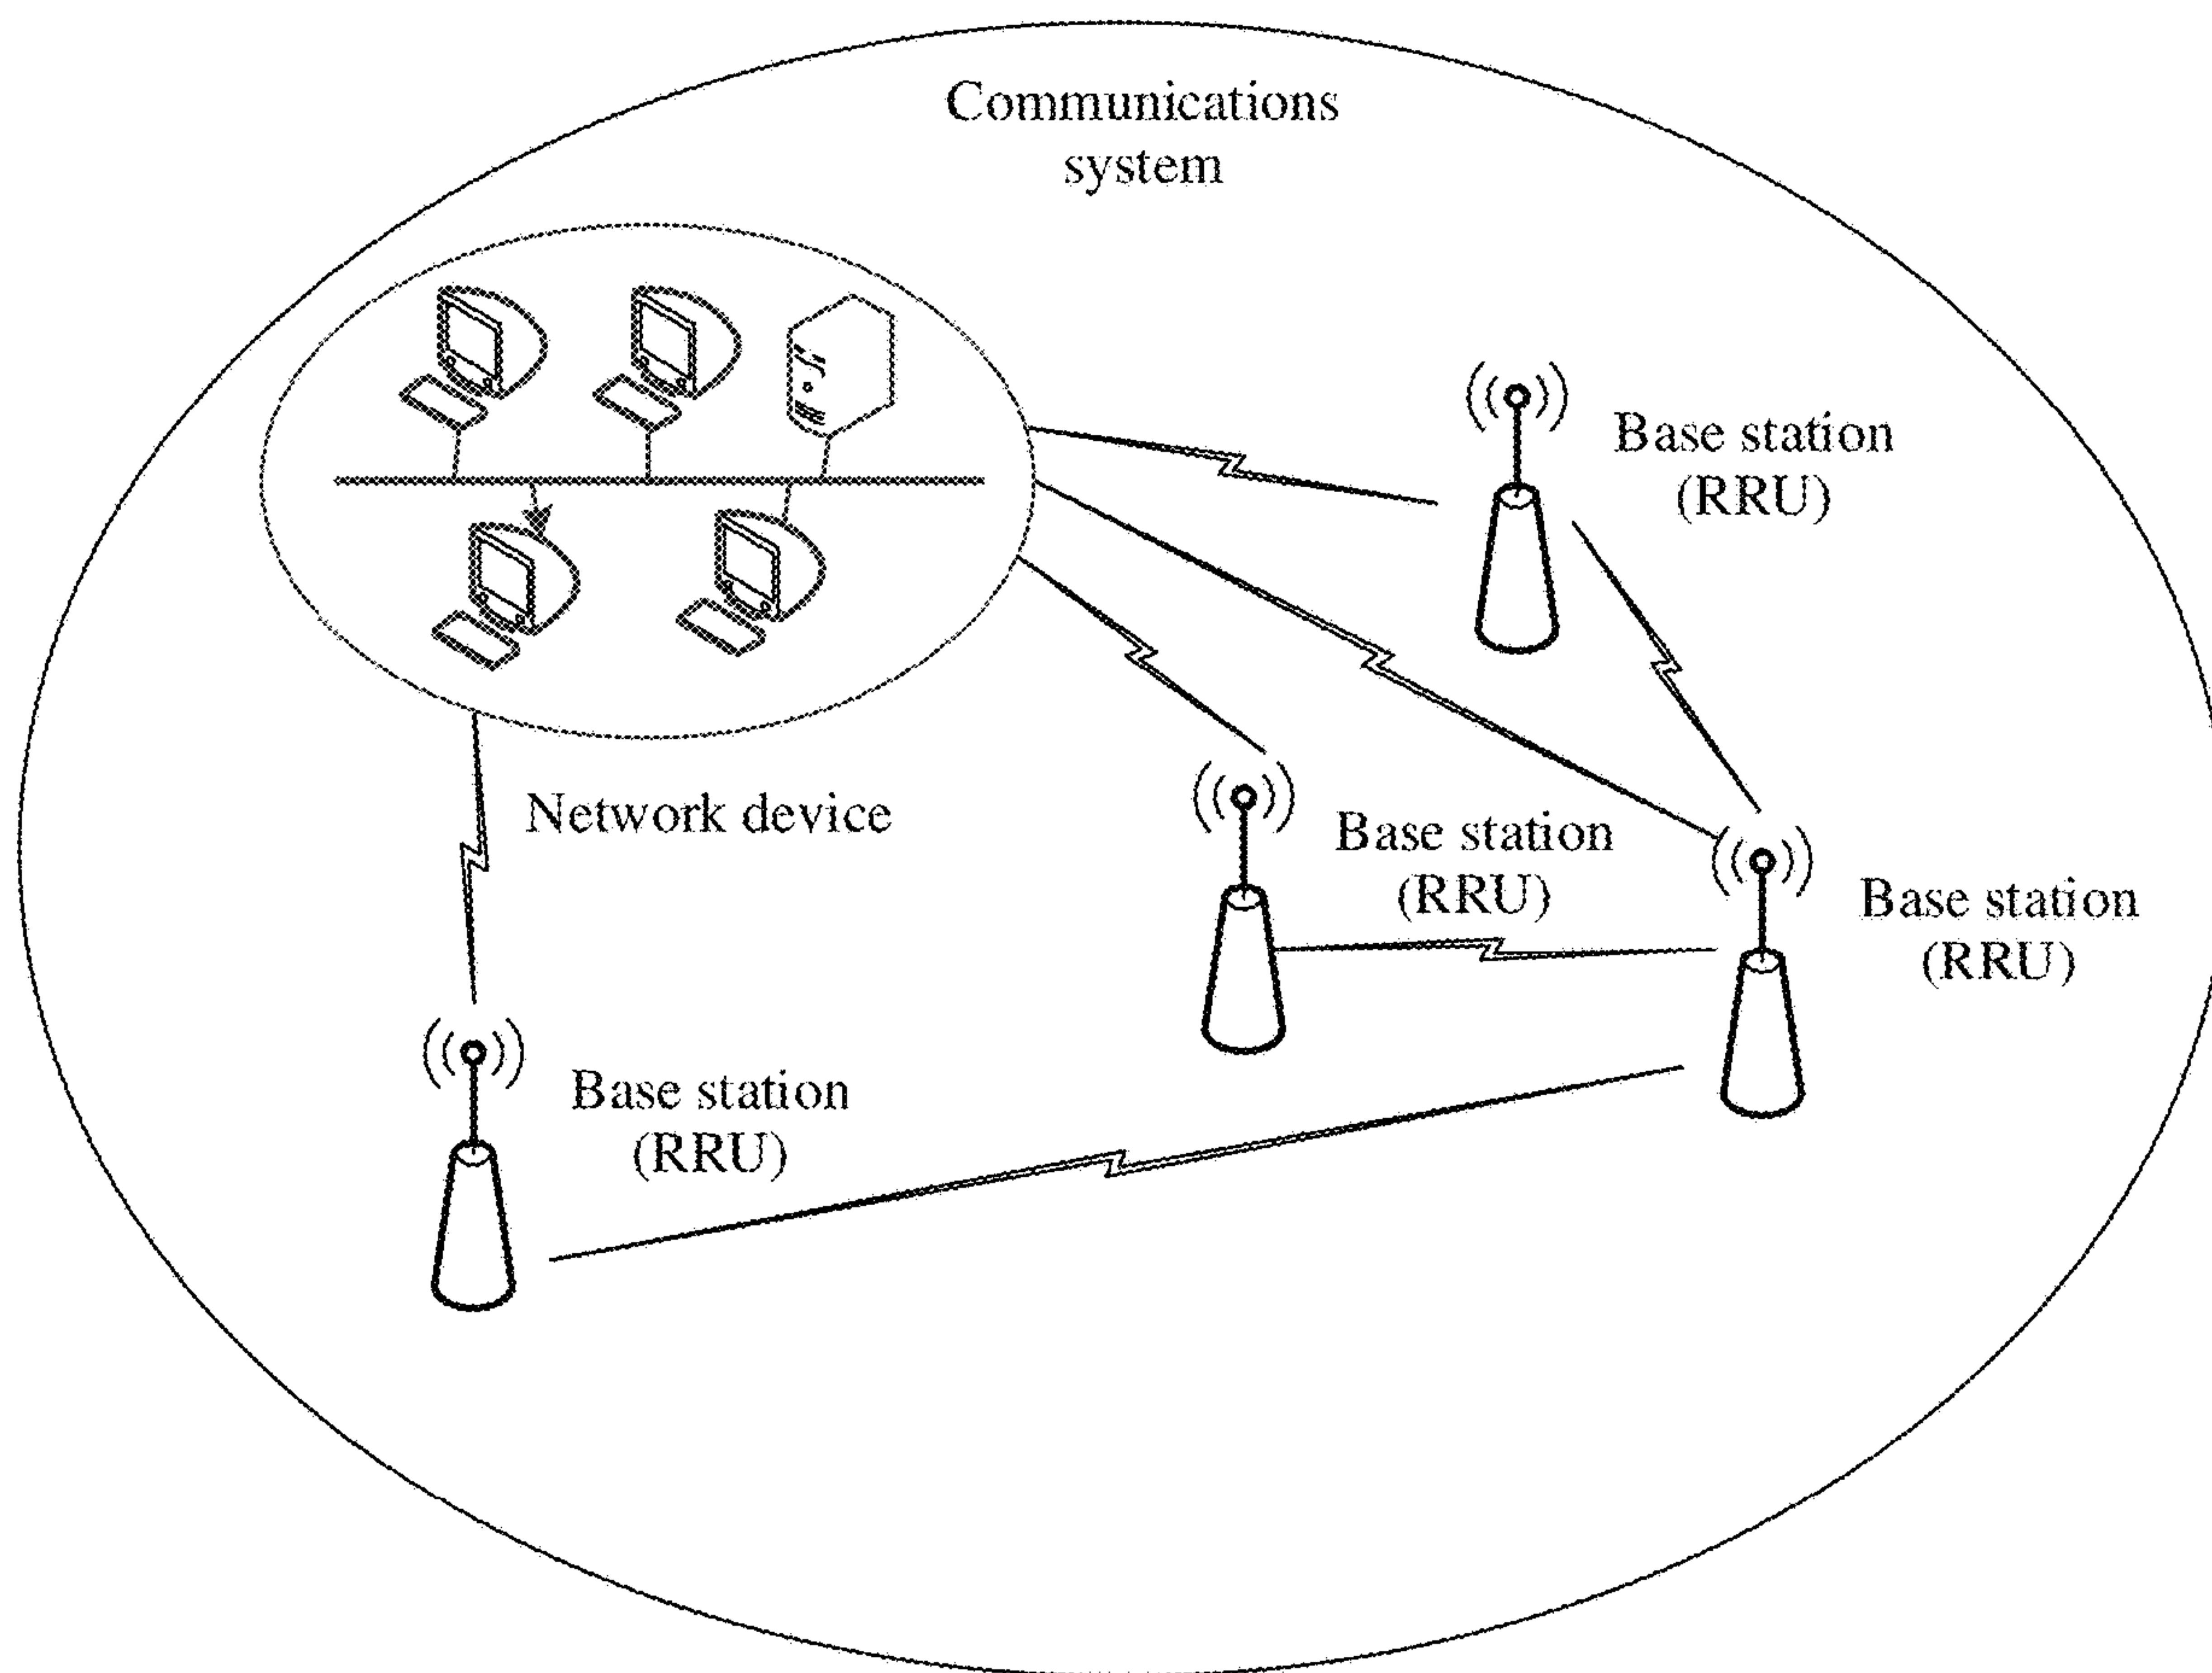 Communications
system
Base station
(RRU)
Network device
Base station
(RRU)
Base station
(RRU)
Base station
(RRU)